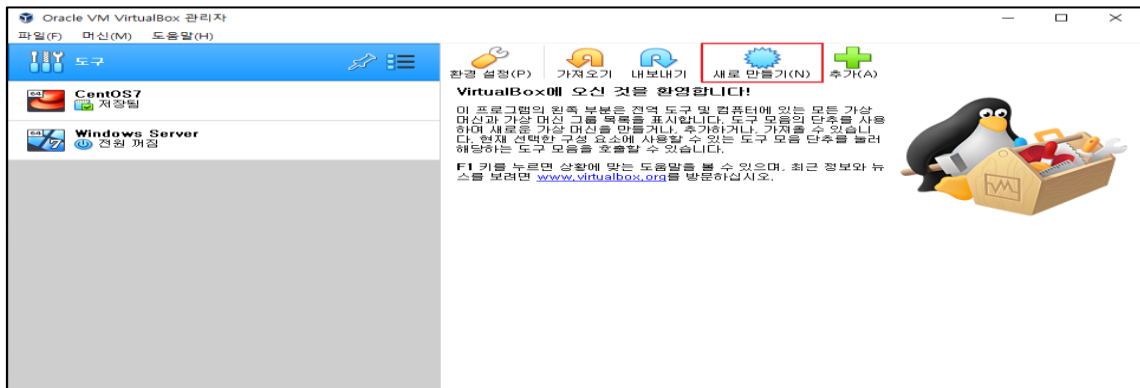 Oracle VM VirtualBox 관리자
파일(F) 머신(M) 도움말(H)
도구
환경 설정(P) 가져오기 내보내기 새로 만들기(N) 추가(A)
64 CentOS7
저장됨
64 Windows Server
전원 꺼짐
VirtualBox에 오신 것을 환영합니다!
이 프로그램의 왼쪽 부분은 전역 도구 및 컴퓨터에 있는 모든 가상
머신과 가상 머신 그룹 목록을 표시합니다. 도구 모음의 단추를 사용
하여 새로운 가상 머신을 만들거나, 추가하거나, 가져올 수 있습니
다. 현재 선택한 구성 요소에 사용할 수 있는 도구 모음 단추를 눌러
해당하는 도구 모음을 호출할 수 있습니다.
F1 키를 누르면 상황에 맞는 도움말을 볼 수 있으며, 최근 정보와 뉴
스를 보려면 www.virtualbox.org를 방문하십시오.